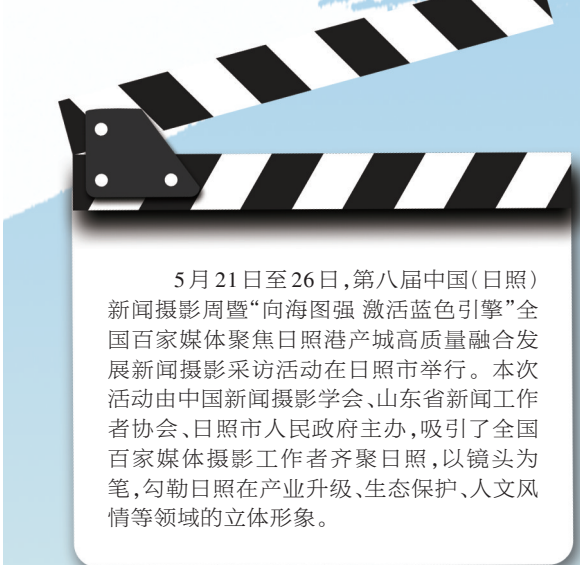 5月21日至26日,第八届中国(日照)
新闻摄影周暨“向海图强 激活蓝色引擎”全
国百家媒体聚焦日照港产城高质量融合发
展新闻摄影采访活动在日照市举行。本次
活动由中国新闻摄影学会、山东省新闻工作
者协会、日照市人民政府主办,吸引了全国
百家媒体摄影工作者齐聚日照,以镜头为
笔,勾勒日照在产业升级、生态保护、人文风
情等领域的立体形象。